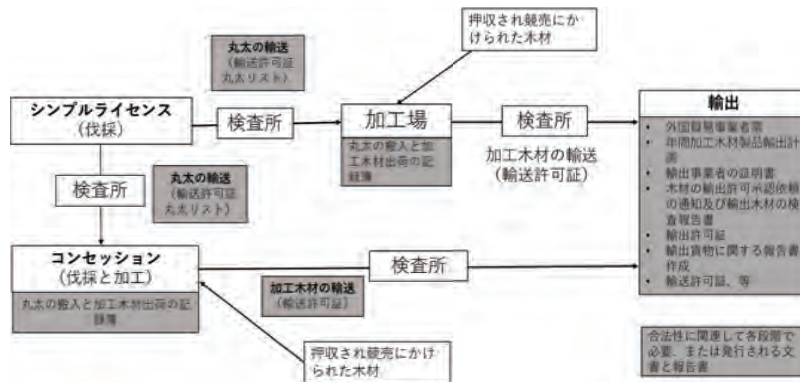 押収され競売にか
けられた木材
丸太の輸送
（輸送許可証
丸太リスト）
シンプルライセンス
（伐採）
検査所
加工場
丸太の搬入と加
工木材出荷の記
録簿
検査所
加工木材の輸送
（輸送許可証）
輸出
• 外国貿易事業者票
• 年間加工木材製品輸出計
画
• 輸出事業者の証明書
• 木材の輸出許可承認依頼
の通知及び輸出木材の検
査報告書
• 輸出許可証
• 輸出貨物に関する報告書
作成
• 輸送許可証、等
検査所
丸太の輸送
（輸送許可証
丸太リスト）
コンセッション
（伐採と加工）
丸太の搬入と加工木材出荷の記
録簿
加工木材の輸送
（輸送許可証）
検査所
押収され競売にかけ
られた木材
合法性に関連して各段階で
必要、または発行される文
書と報告書